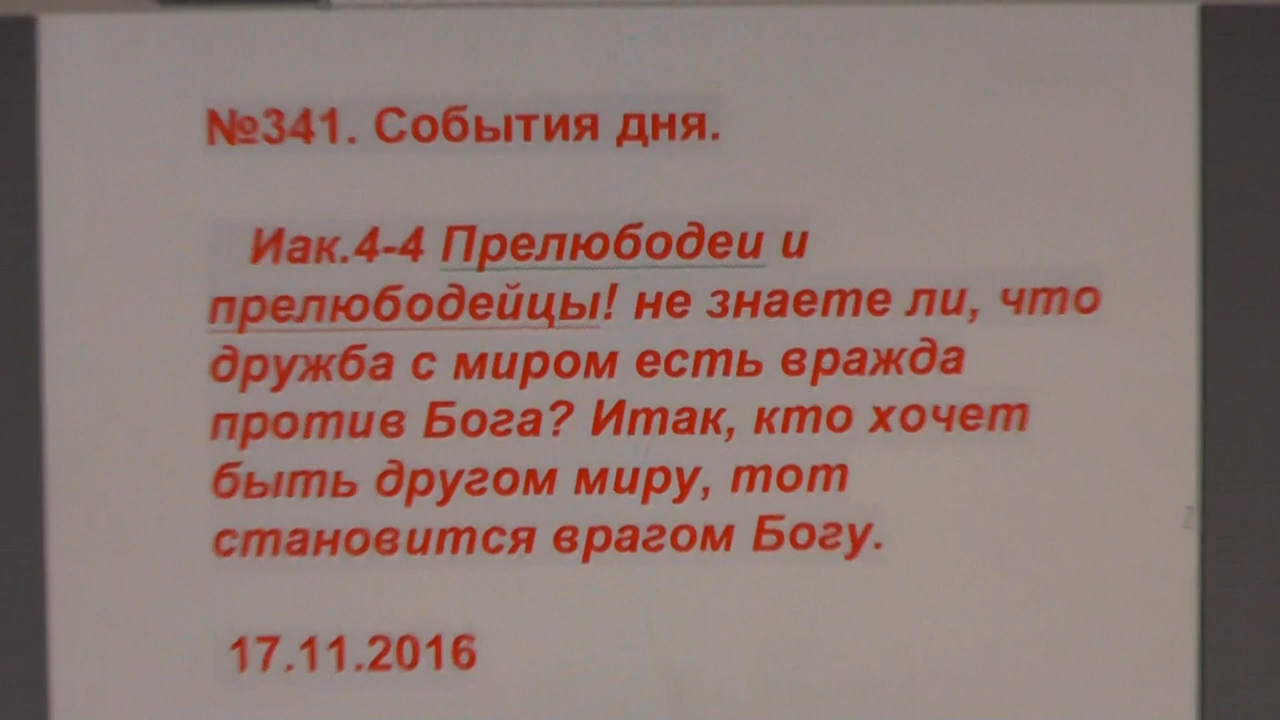 №341. События дня.
Иак.4-4 Прелюбодеи и
прелюбодейцы! не знаете ли, что
дружба с миром есть вражда
против Бога? Итак, кто хочет
быть другом миру, тот
становится врагом Богу.
17.11.2016